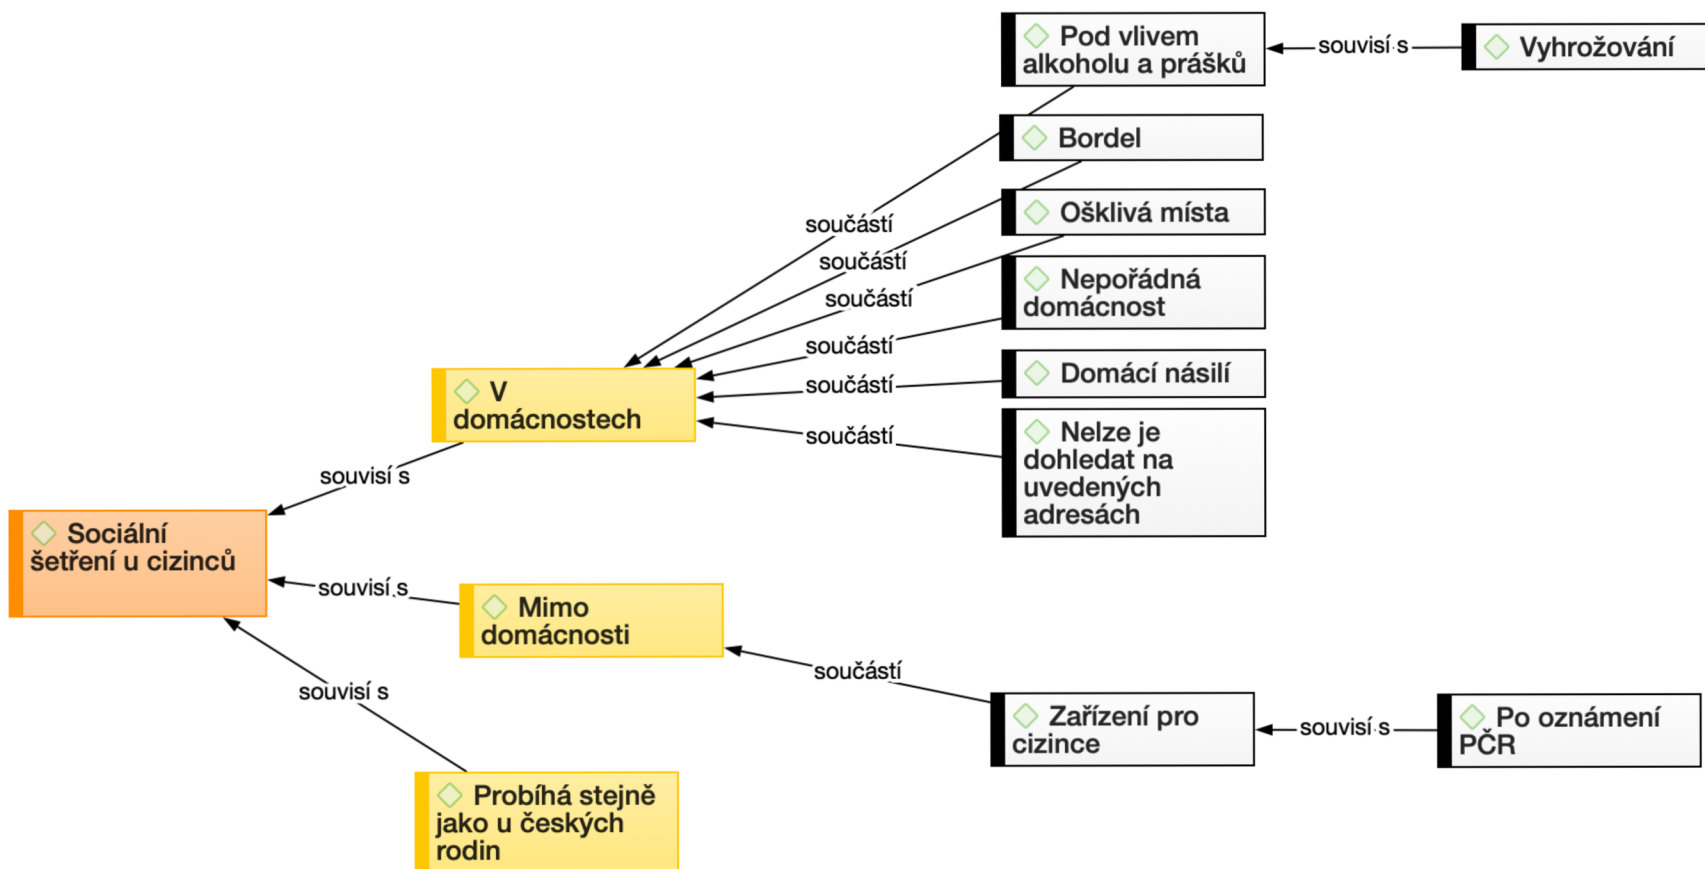 Pod vlivem
alkoholu a prášků
souvisí s
Vyhrožování
Bordel
Ošklivá místa
součástí
součástí
součástí
Nepořádná
domácnost
součástí
Domácí násilí
součástí
V
domácnostech
součástí
Nelze je
dohledat na
uvedených
adresách
souvisí s
Sociální
šetření u cizinců
souvisí s
Mimo
domácnosti
součástí
souvisí s
Zařízení pro
cizince
souvisí s
Po oznámení
PČR
Probíhá stejně
jako u českých
rodin